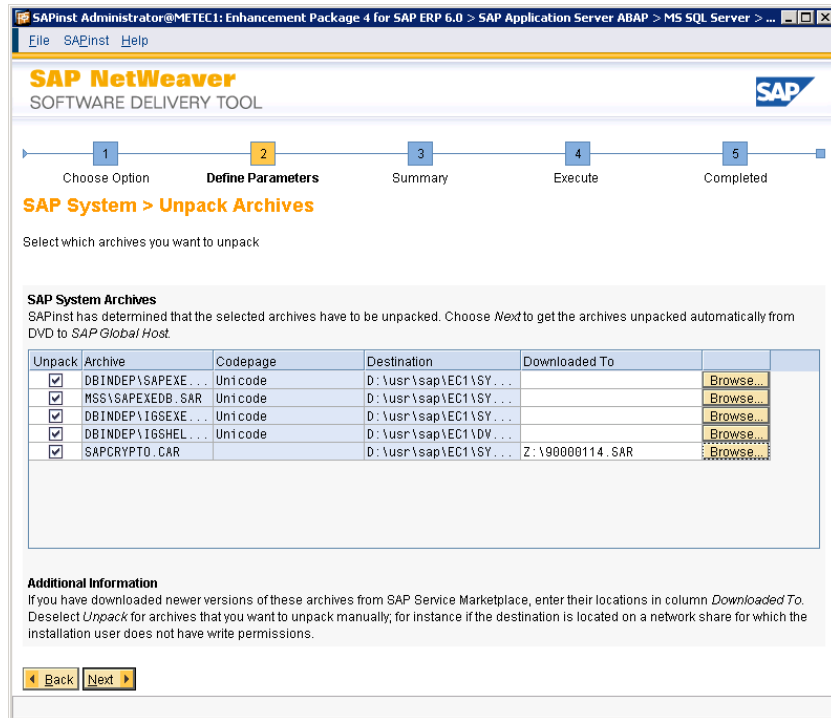 SAPinst Administrator@METEC1: Enhancement Package 4 for SAP ERP 6.0 > SAP Application Server ABAP > MS SQL Server > ...
File SAPinst Help
SAP NetWeaver
SOFTWARE DELIVERY TOOL
SAP
1 2 3 4 5
Choose Option Define Parameters Summary Execute Completed
SAP System > Unpack Archives
Select which archives you want to unpack
SAP System Archives
SAPinst has determined that the selected archives have to be unpacked. Choose Next to get the archives unpacked automatically from
DVD to SAP Global Host.
Unpack Archive Codepage Destination Downloaded To
DBINDEP\SAPEXE... Unicode D:\usr\sap\EC1\SY... Browse...
MSS\SAPEXEDB.SAR Unicode D:\usr\sap\EC1\SY... Browse...
DBINDEP\IGSEXE... Unicode D:\usr\sap\EC1\SY... Browse...
DBINDEP\IGSHEL... Unicode D:\usr\sap\EC1\DV... Browse...
SAPCRYPTO.CAR D:\usr\sap\EC1\SY... Z:\90000114.SAR Browse...
Additional Information
If you have downloaded newer versions of these archives from SAP Service Marketplace, enter their locations in column Downloaded To.
Deselect Unpack for archives that you want to unpack manually; for instance if the destination is located on a network share for which the
installation user does not have write permissions.
Back Next